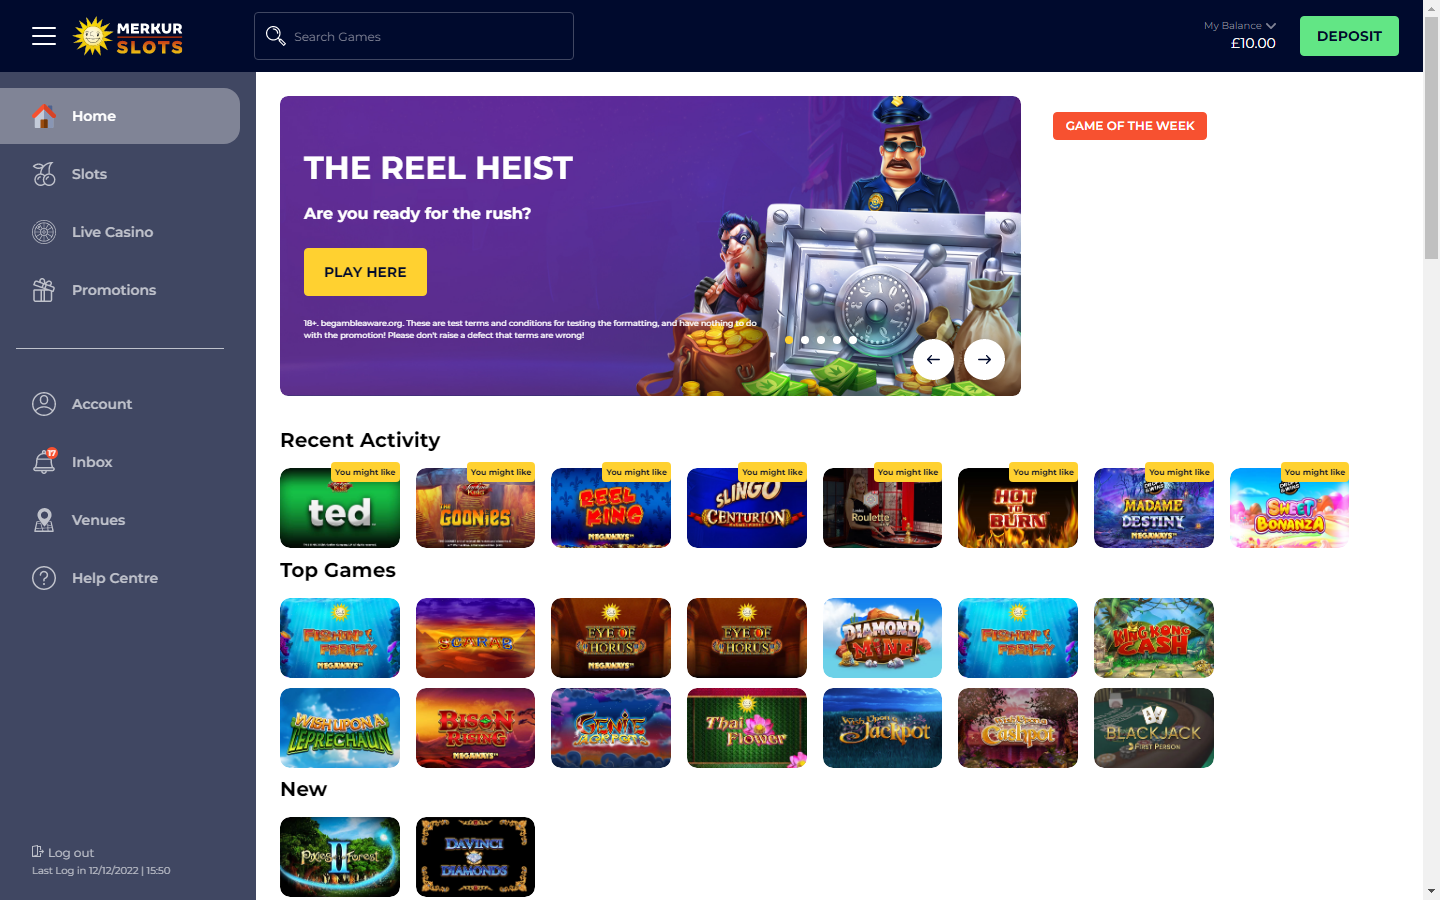 MERKUR
SLOTS
Search Games
My Balance
£10.00
DEPOSIT
Home
Slots
Live Casino
Promotions
Account
17
Inbox
Venues
Help Centre
Log out
Last Log in 12/12/2022 | 15:50
THE REEL HEIST
Are you ready for the rush?
PLAY HERE
18+. begambleaware.org. These are test terms and conditions for testing the formatting, and have nothing to do
with the promotion! Please don't raise a defect that terms are wrong!
GAME OF THE WEEK
Recent Activity
You might like
ted
You might like
THE
GOONIES
You might like
REEL
KING
MEGAWAYS
You might like
SLINGO
CENTURION
You might like
Roulette
You might like
HOT
TO
BURN
You might like
MADAME
DESTINY
MEGAWAYS
You might like
SWEET
BONANZA
Top Games
FISHIN'
FRENZY
MEGAWAYS
SCARAB
EYE OF
HORUS
MEGAWAYS
EYE OF
HORUS
DIAMOND
MINE
FISHIN'
FRENZY
KING KONG
CASH
WISH UPON A
LEPRECHAUN
BISON
RISING
MEGAWAYS
GENIE
JACKPOTS
Thai
Flower
Wish Upon a
Jackpot
Cashpot
BLACKJACK
FIRST PERSON
New
Pixies of the Forest
II
DAVINCI
DIAMONDS